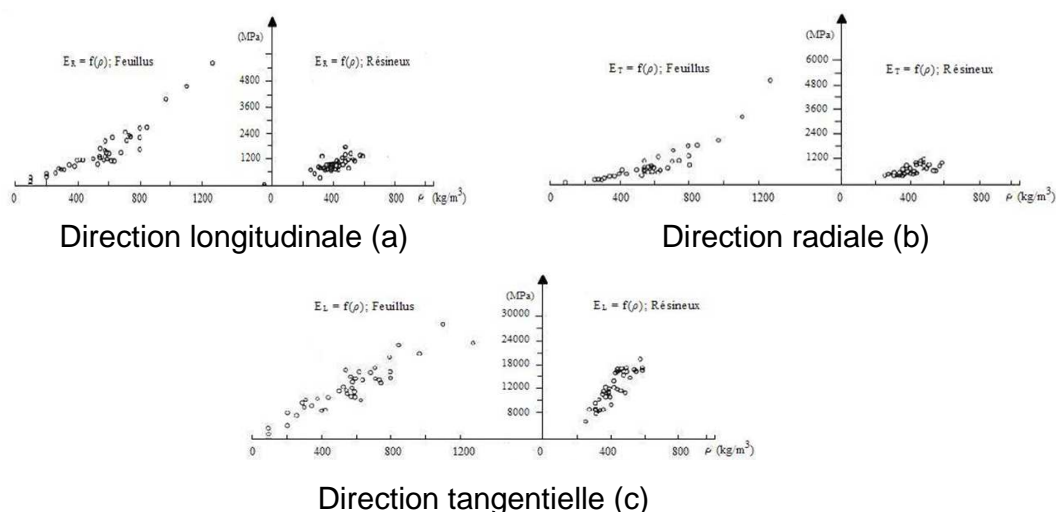 (MPa)
E_R = f(ρ); Feuillus
E_R = f(ρ); Résineux
4800
3600
2400
1200
0 400 800 1200 0 400 800 ρ (kg/m³)
Direction longitudinale (a)
(MPa)
E_T = f(ρ); Feuillus
E_T = f(ρ); Résineux
6000
4800
3600
2400
1200
0 400 800 1200 0 400 800 ρ (kg/m³)
Direction radiale (b)
(MPa)
E_L = f(ρ); Feuillus
E_L = f(ρ); Résineux
30000
24000
18000
12000
8000
0 400 800 1200 0 400 800 ρ (kg/m³)
Direction tangentielle (c)